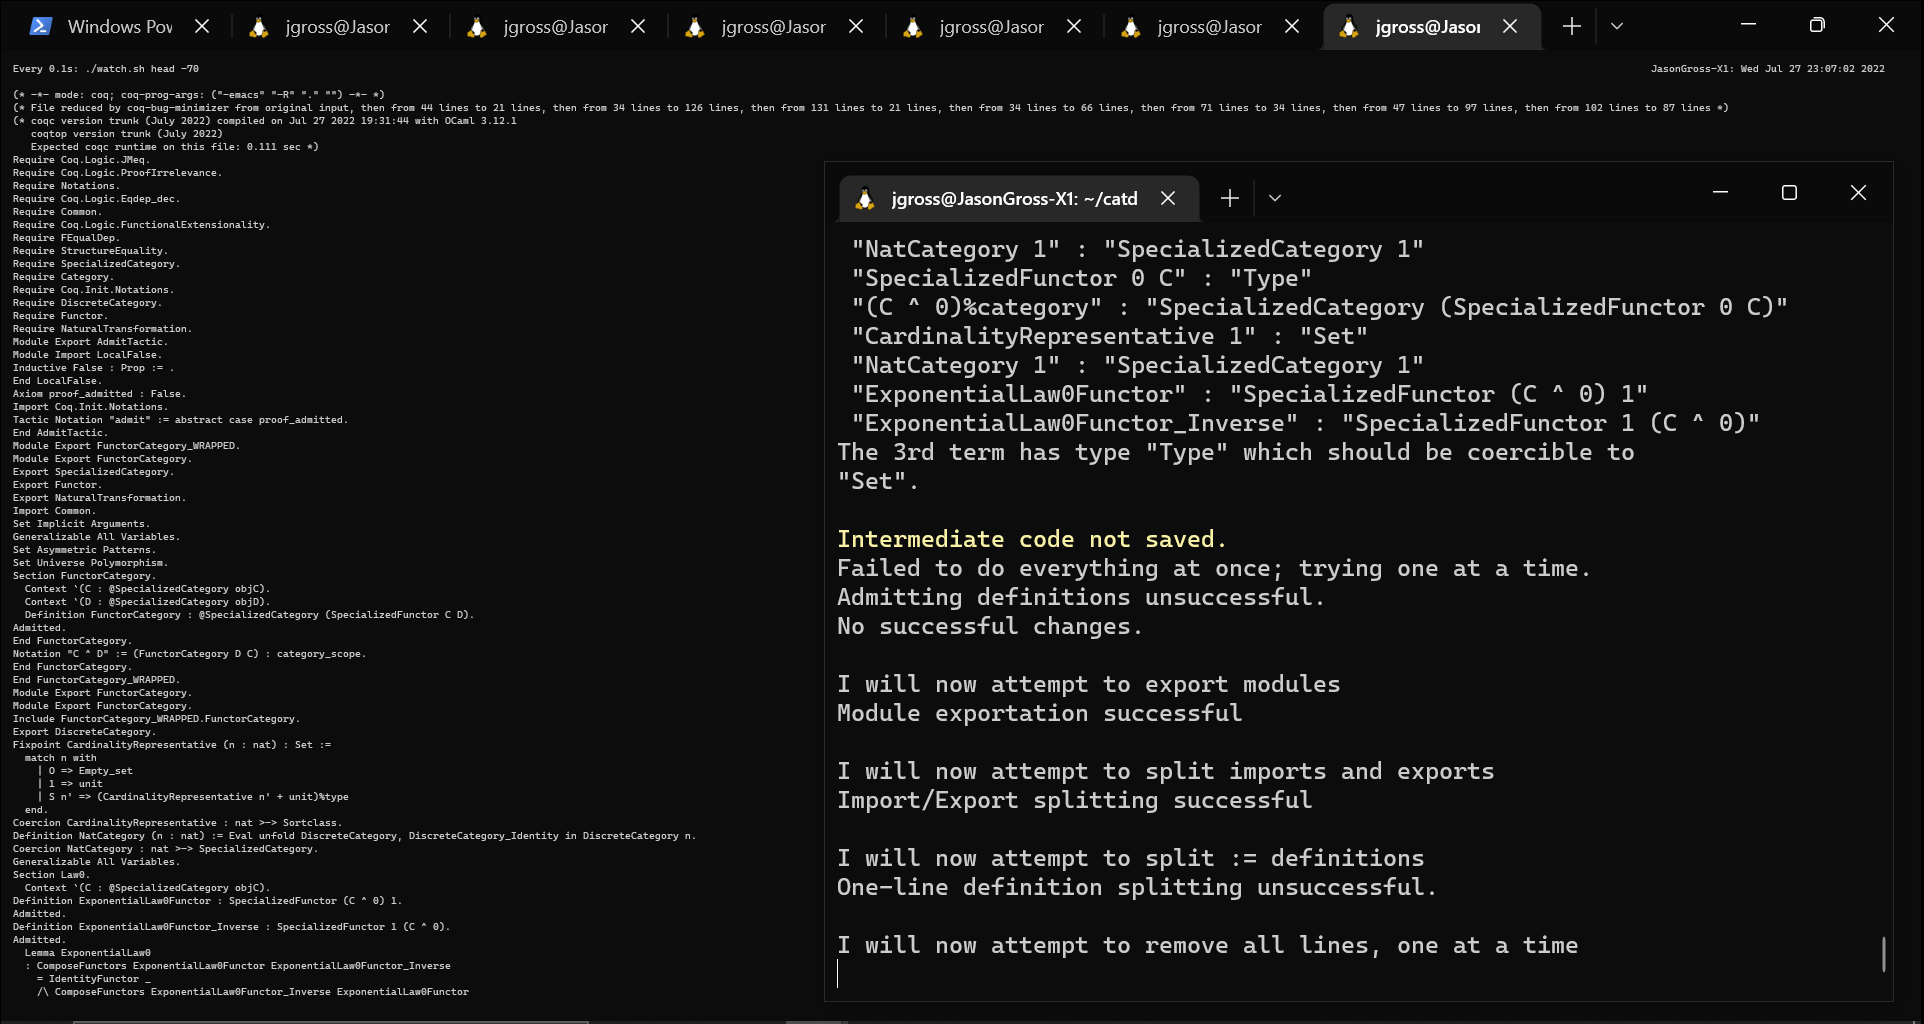 Windows Pov
jgross@Jasor
jgross@Jasor
jgross@Jasor
jgross@Jasor
jgross@Jasor
jgross@Jasor
Every 0.1s: ./watch.sh head -70
JasonGross-X1: Wed Jul 27 23:07:02 2022
(* -*- mode: coq; coq-prog-args: ("-emacs" "-R" "." "") -*- *)
(* File reduced by coq-bug-minimizer from original input, then from 44 lines to 21 lines, then from 34 lines to 126 lines, then from 131 lines to 21 lines, then from 34 lines to 66 lines, then from 71 lines to 34 lines, then from 47 lines to 97 lines, then from 102 lines to 87 lines *)
(* coqc version trunk (July 2022) compiled on Jul 27 2022 19:31:44 with OCaml 3.12.1
   coqtop version trunk (July 2022)
   Expected coqc runtime on this file: 0.111 sec *)
Require Coq.Logic.JMeq.
Require Coq.Logic.ProofIrrelevance.
Require Notations.
Require Coq.Logic.Eqdep_dec.
Require Common.
Require Coq.Logic.FunctionalExtensionality.
Require FEqualDep.
Require StructureEquality.
Require SpecializedCategory.
Require Category.
Require Coq.Init.Notations.
Require DiscreteCategory.
Require Functor.
Require NaturalTransformation.
Module Export AdmitTactic.
Module Import LocalFalse.
Inductive False : Prop := .
End LocalFalse.
Axiom proof_admitted : False.
Import Coq.Init.Notations.
Tactic Notation "admit" := abstract case proof_admitted.
End AdmitTactic.
Module Export FunctorCategory_WRAPPED.
Module Export FunctorCategory.
Export SpecializedCategory.
Export Functor.
Export NaturalTransformation.
Import Common.
Set Implicit Arguments.
Generalizable All Variables.
Set Asymmetric Patterns.
Set Universe Polymorphism.
Section FunctorCategory.
  Context `(C : @SpecializedCategory objC).
  Context `(D : @SpecializedCategory objD).
  Definition FunctorCategory : @SpecializedCategory (SpecializedFunctor C D).
Admitted.
End FunctorCategory.
Notation "C ^ D" := (FunctorCategory D C) : category_scope.
End FunctorCategory.
End FunctorCategory_WRAPPED.
Module Export FunctorCategory.
Module Export FunctorCategory.
Include FunctorCategory_WRAPPED.FunctorCategory.
Export DiscreteCategory.
Fixpoint CardinalityRepresentative (n : nat) : Set :=
  match n with
    | O => Empty_set
    | 1 => unit
    | S n' => (CardinalityRepresentative n' + unit)%type
  end.
Coercion CardinalityRepresentative : nat >-> Sortclass.
Definition NatCategory (n : nat) := Eval unfold DiscreteCategory, DiscreteCategory_Identity in DiscreteCategory n.
Coercion NatCategory : nat >-> SpecializedCategory.
Generalizable All Variables.
Section Law0.
  Context `(C : @SpecializedCategory objC).
Definition ExponentialLaw0Functor : SpecializedFunctor (C ^ 0) 1.
Admitted.
Definition ExponentialLaw0Functor_Inverse : SpecializedFunctor 1 (C ^ 0).
Admitted.
  Lemma ExponentialLaw0
  : ComposeFunctors ExponentialLaw0Functor ExponentialLaw0Functor_Inverse
    = IdentityFunctor _
    /\ ComposeFunctors ExponentialLaw0Functor_Inverse ExponentialLaw0Functor
jgross@JasonGross-X1: ~/catd
"NatCategory 1" : "SpecializedCategory 1"
"SpecializedFunctor 0 C" : "Type"
"(C ^ 0)%category" : "SpecializedCategory (SpecializedFunctor 0 C)"
"CardinalityRepresentative 1" : "Set"
"NatCategory 1" : "SpecializedCategory 1"
"ExponentialLaw0Functor" : "SpecializedFunctor (C ^ 0) 1"
"ExponentialLaw0Functor_Inverse" : "SpecializedFunctor 1 (C ^ 0)"
The 3rd term has type "Type" which should be coercible to
"Set".
Intermediate code not saved.
Failed to do everything at once; trying one at a time.
Admitting definitions unsuccessful.
No successful changes.
I will now attempt to export modules
Module exportation successful
I will now attempt to split imports and exports
Import/Export splitting successful
I will now attempt to split := definitions
One-line definition splitting unsuccessful.
I will now attempt to remove all lines, one at a time